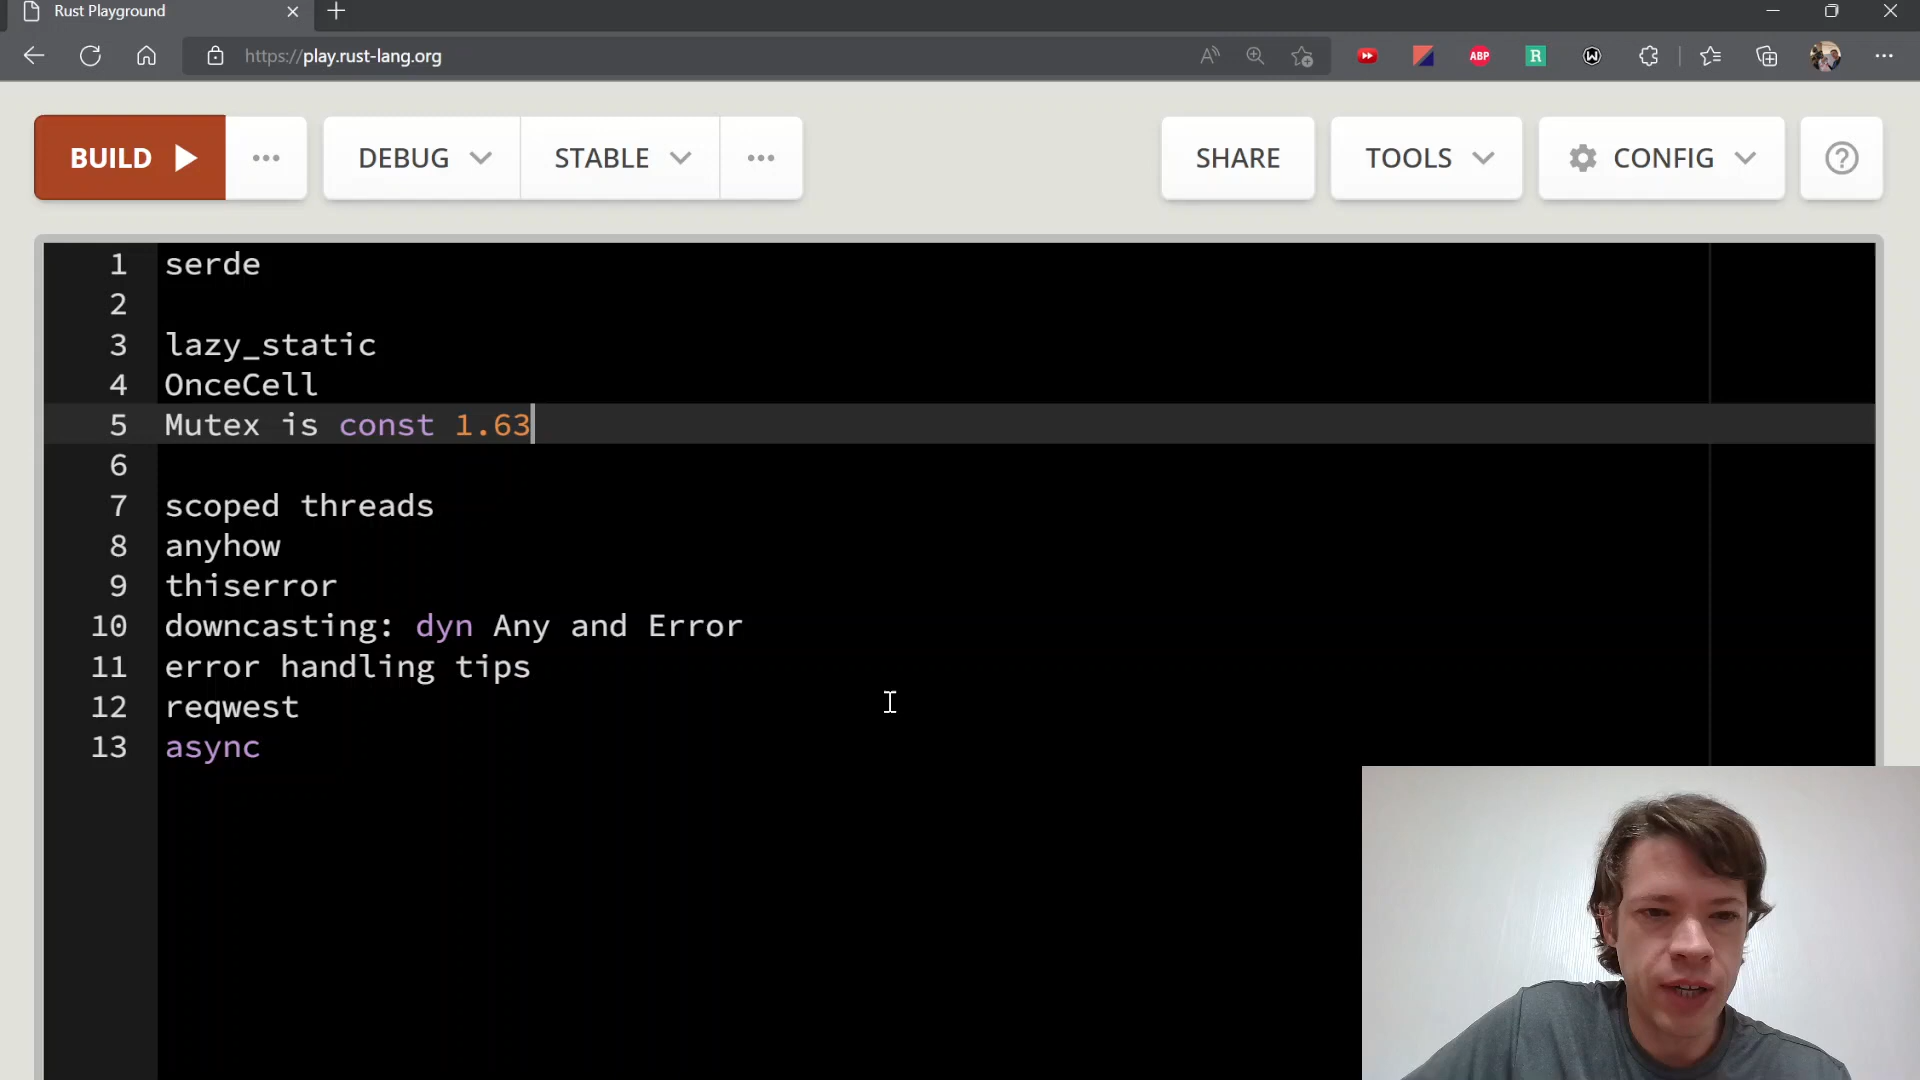 Rust Playground
https://play.rust-lang.org
ABP
R
BUILD
DEBUG
STABLE
SHARE
TOOLS
CONFIG
1 serde
2
3 lazy_static
4 OnceCell
5 Mutex is const 1.63
6
7 scoped threads
8 anyhow
9 thiserror
10 downcasting: dyn Any and Error
11 error handling tips
12 reqwest
13 async